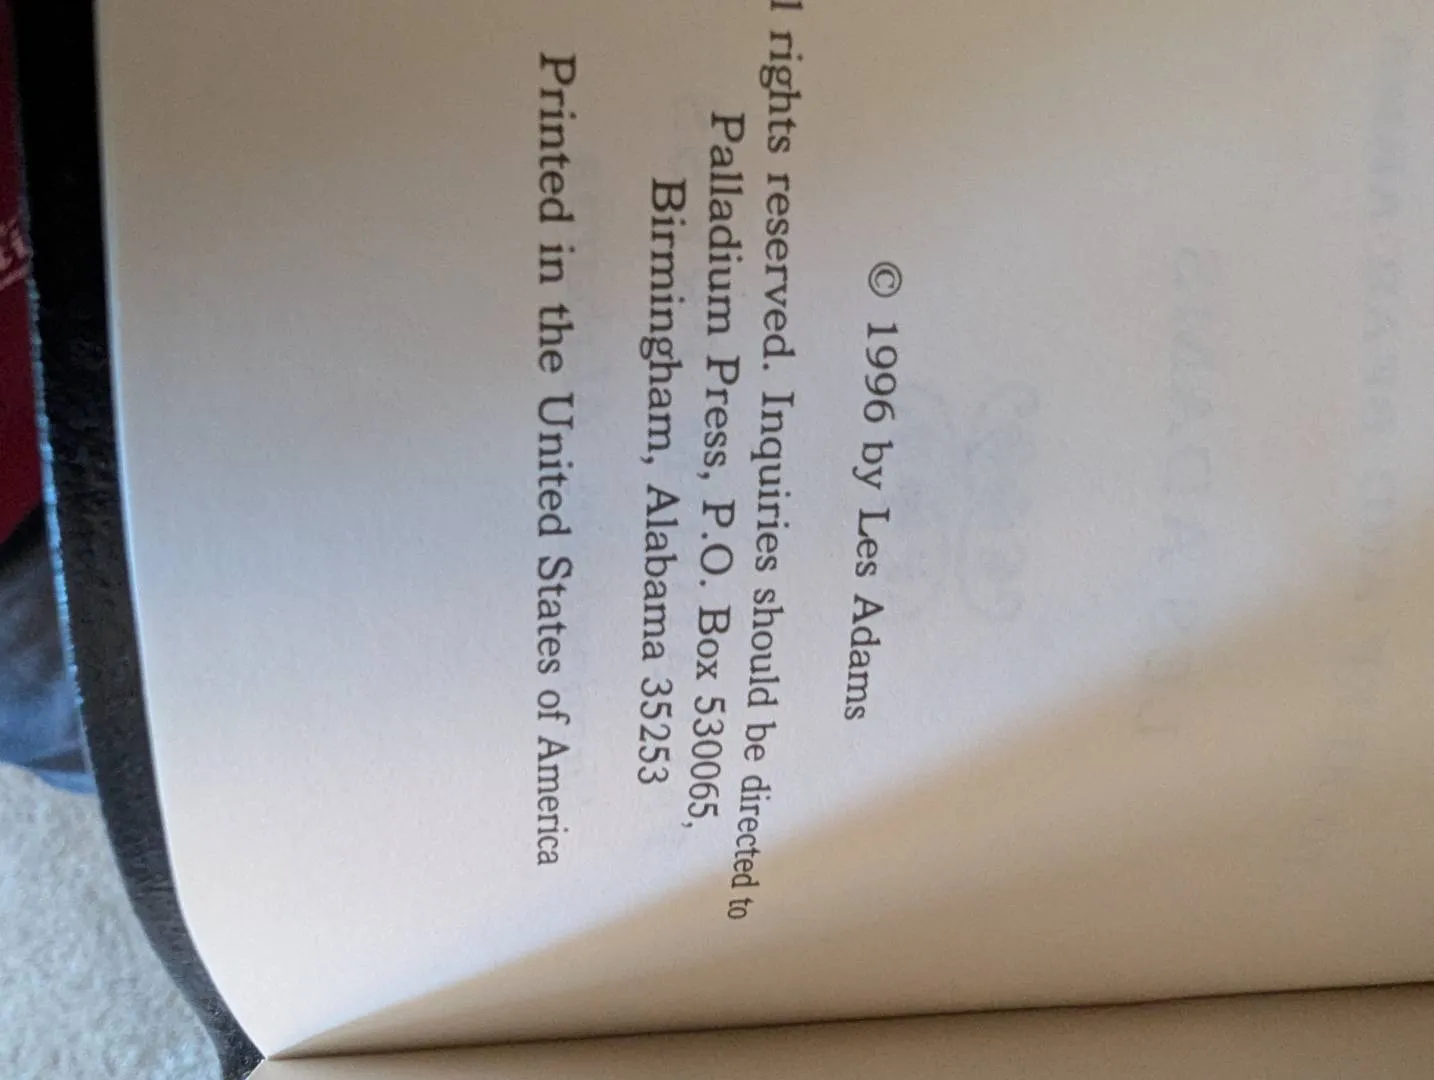 © 1996 by Les Adams
l rights reserved. Inquiries should be directed to
Palladium Press, P.O. Box 530065,
Birmingham, Alabama 35253
Printed in the United States of America